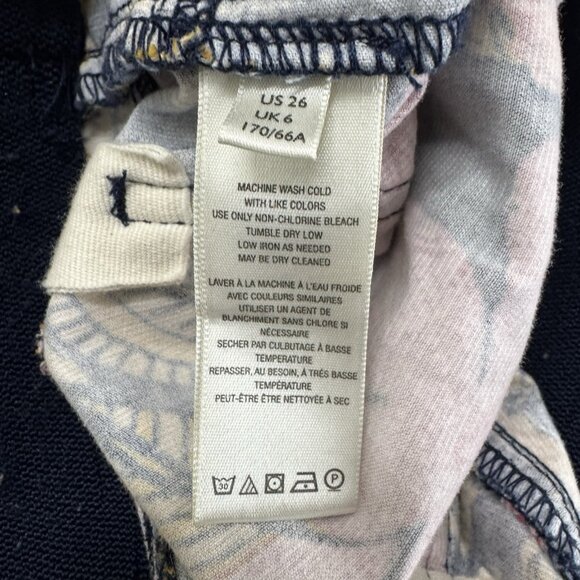 US 26
UK 6
170/66A
MACHINE WASH COLD
WITH LIKE COLORS
USE ONLY NON-CHLORINE BLEACH
TUMBLE DRY LOW
LOW IRON AS NEEDED
MAY BE DRY CLEANED
LAVER À LA MACHINE À L'EAU FROIDE
AVEC COULEURS SIMILAIRES
UTILISER UN AGENT DE
BLANCHIMENT SANS CHLORE SI
NÉCESSAIRE
SECHER PAR CULBUTAGE À BASSE
TEMPERATURE
REPASSER, AU BESOIN, À TRÉS BASSE
TEMPÉRATURE
PEUT-ÊTRE ÊTRE NETTOYÉE À SEC
30
P